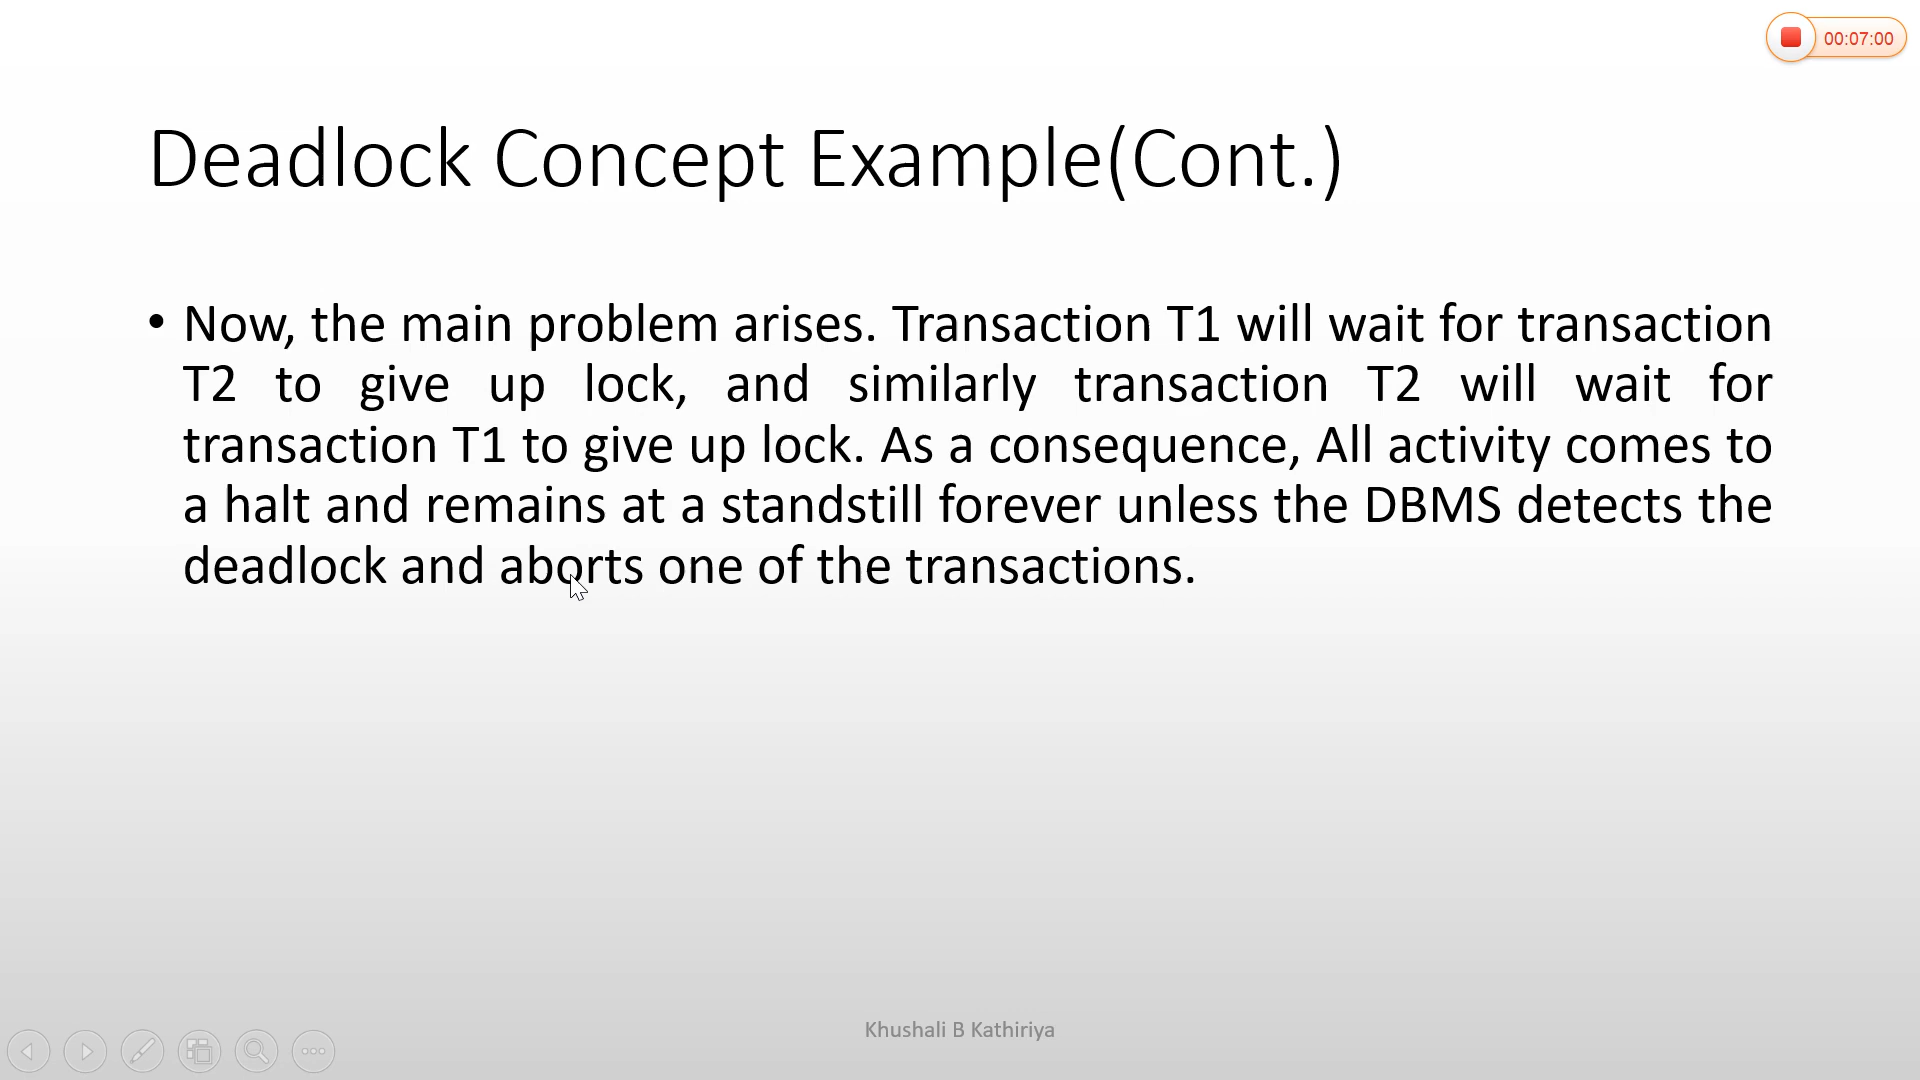 00:07:00
Deadlock Concept Example(Cont.)
• Now, the main problem arises. Transaction T1 will wait for transaction
T2 to give up lock, and similarly transaction T2 will wait for
transaction T1 to give up lock. As a consequence, All activity comes to
a halt and remains at a standstill forever unless the DBMS detects the
deadlock and aborts one of the transactions.
Khushali B Kathiriya